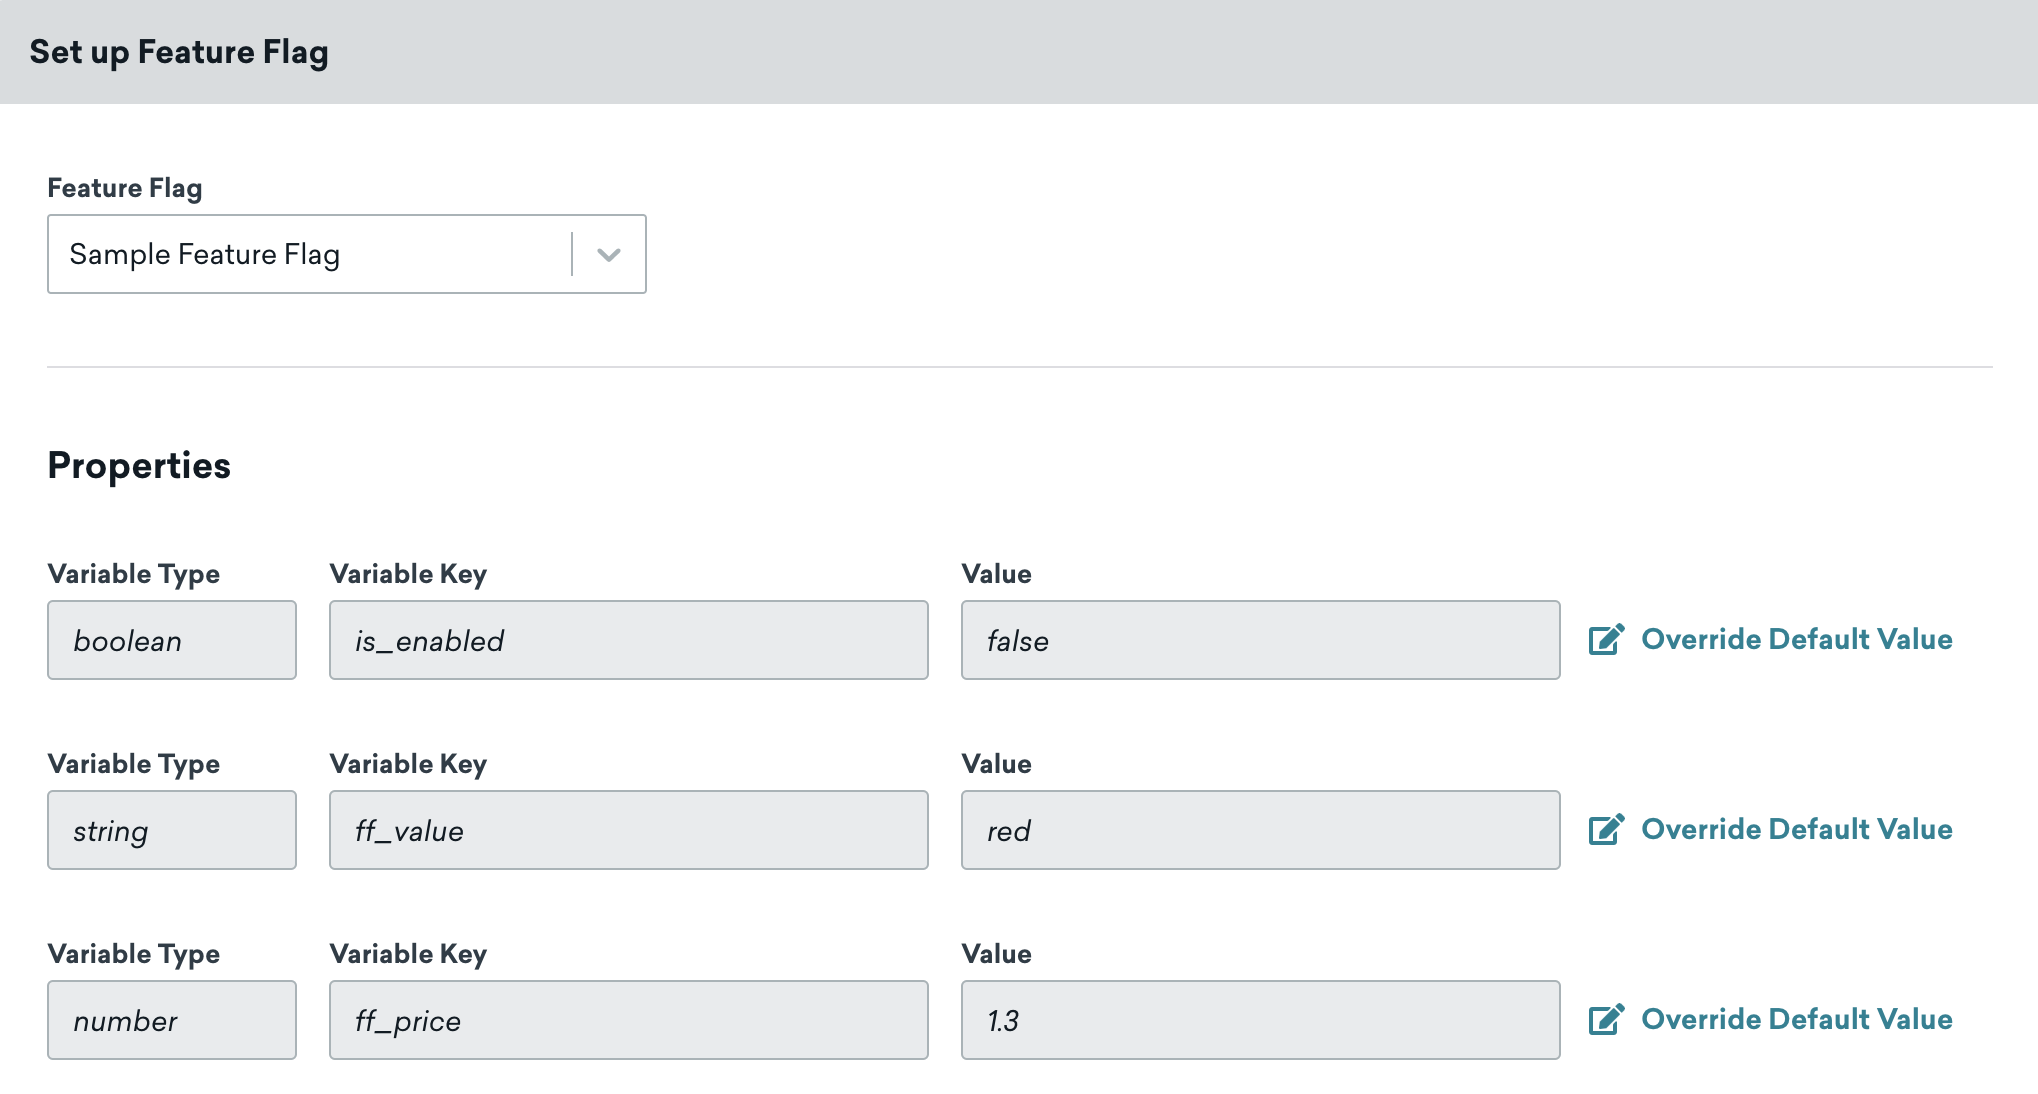 Set up Feature Flag
Feature Flag
Sample Feature Flag
Properties
Variable Type Variable Key Value
boolean is_enabled false Override Default Value
Variable Type Variable Key Value
string ff_value red Override Default Value
Variable Type Variable Key Value
number ff_price 1.3 Override Default Value